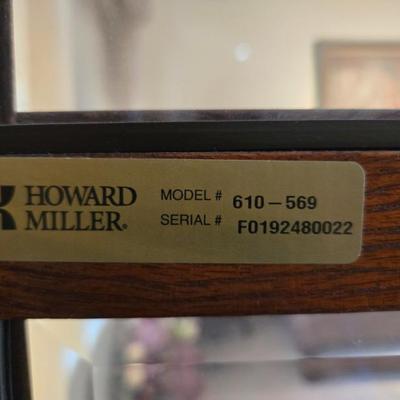 HOWARD
MILLER®
MODEL # 610-569
SERIAL # F0192480022